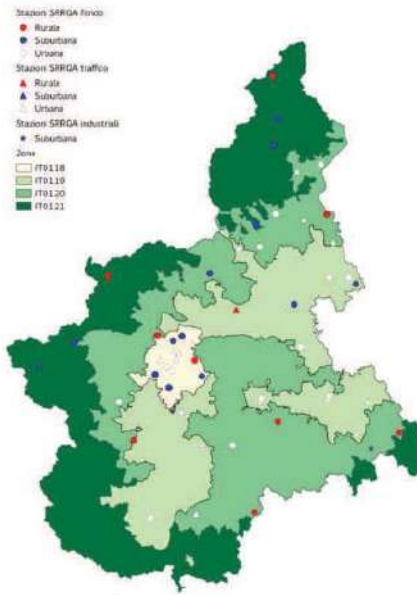 Stazioni SRRQA Fondo
Rurale
Suburbana
Urbana
Stazioni SRRQA traffico
Rurale
Suburbana
Urbana
Stazioni SRRQA industriali
Suburbana
Zone
IT0118
IT0119
IT0120
IT0121